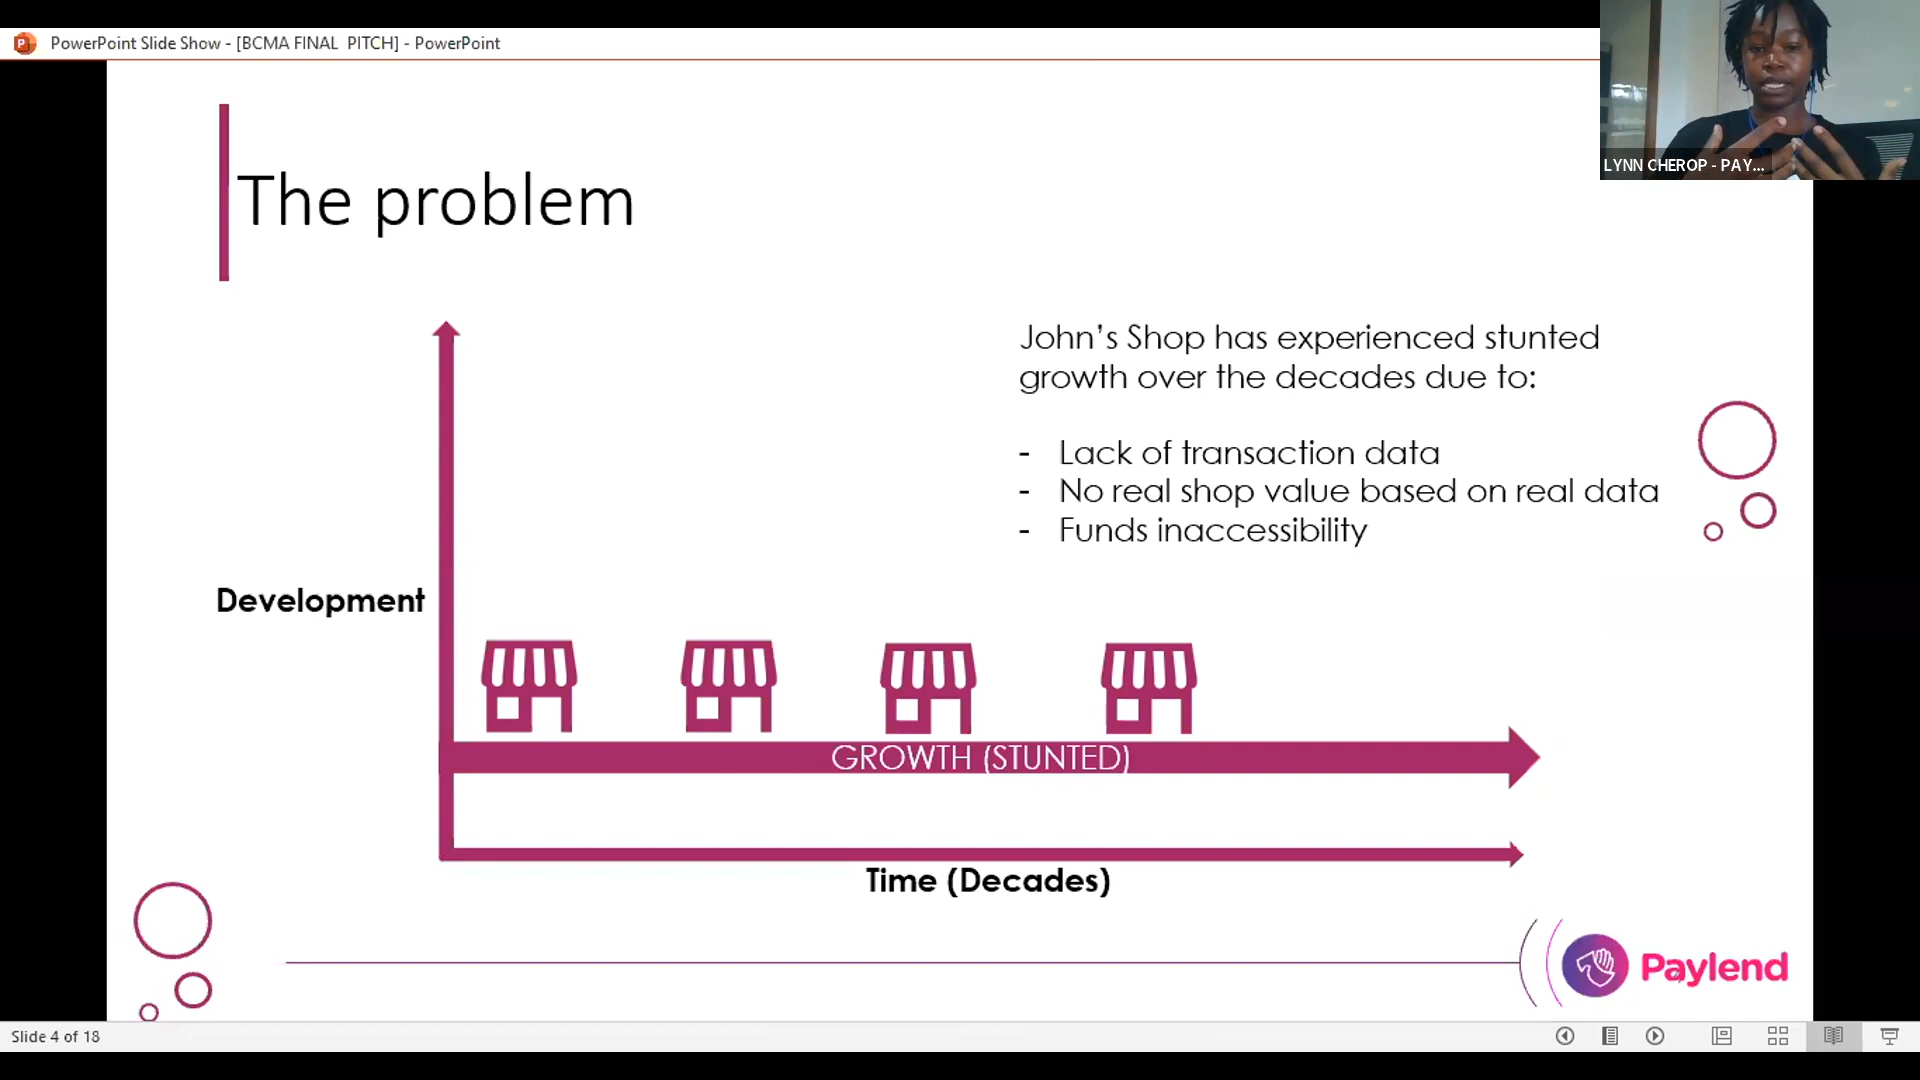 PowerPoint Slide Show - [BCMA FINAL  PITCH] - PowerPoint
LYNN CHEROP - PAY...
The problem
John’s Shop has experienced stunted
growth over the decades due to:
- Lack of transaction data
- No real shop value based on real data
- Funds inaccessibility
Development
GROWTH (STUNTED)
Time (Decades)
Paylend
Slide 4 of 18